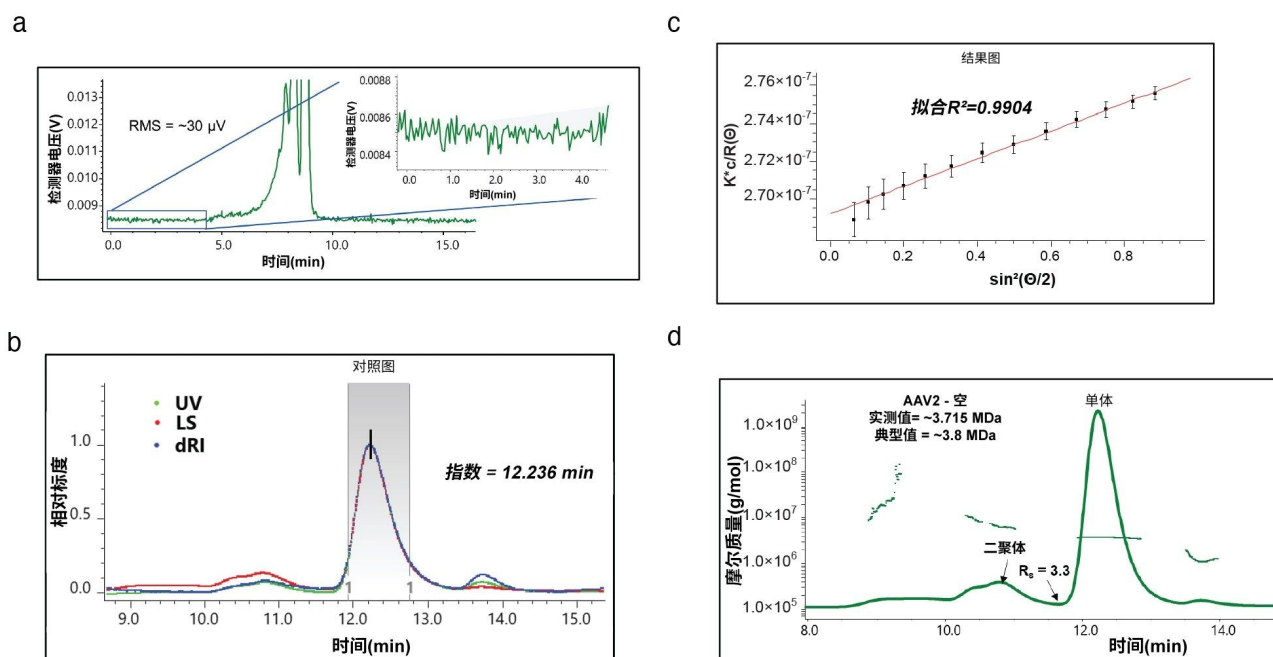 a
0.013
0.012
0.011
0.010
0.009
检测器电压(V)
RMS = ~30 µV
0.0
5.0
10.0
15.0
时间(min)
0.0088
0.0086
0.0084
检测器电压(V)
0.0
1.0
2.0
3.0
4.0
时间(min)
b
对照图
UV
LS
dRI
指数 = 12.236 min
1.0
0.5
0.0
相对标度
1
1
9.0
10.0
11.0
12.0
13.0
14.0
15.0
时间(min)
c
结果图
拟合R²=0.9904
2.76×10⁻⁷
2.74×10⁻⁷
2.72×10⁻⁷
2.70×10⁻⁷
K*c/R(Θ)
0.0
0.2
0.4
0.6
0.8
sin²(Θ/2)
d
AAV2 - 空
实测值= ~3.715 MDa
典型值 = ~3.8 MDa
单体
二聚体
Rs = 3.3
1.0×10⁹
1.0×10⁸
1.0×10⁷
1.0×10⁶
1.0×10⁵
摩尔质量(g/mol)
8.0
10.0
12.0
14.0
时间(min)